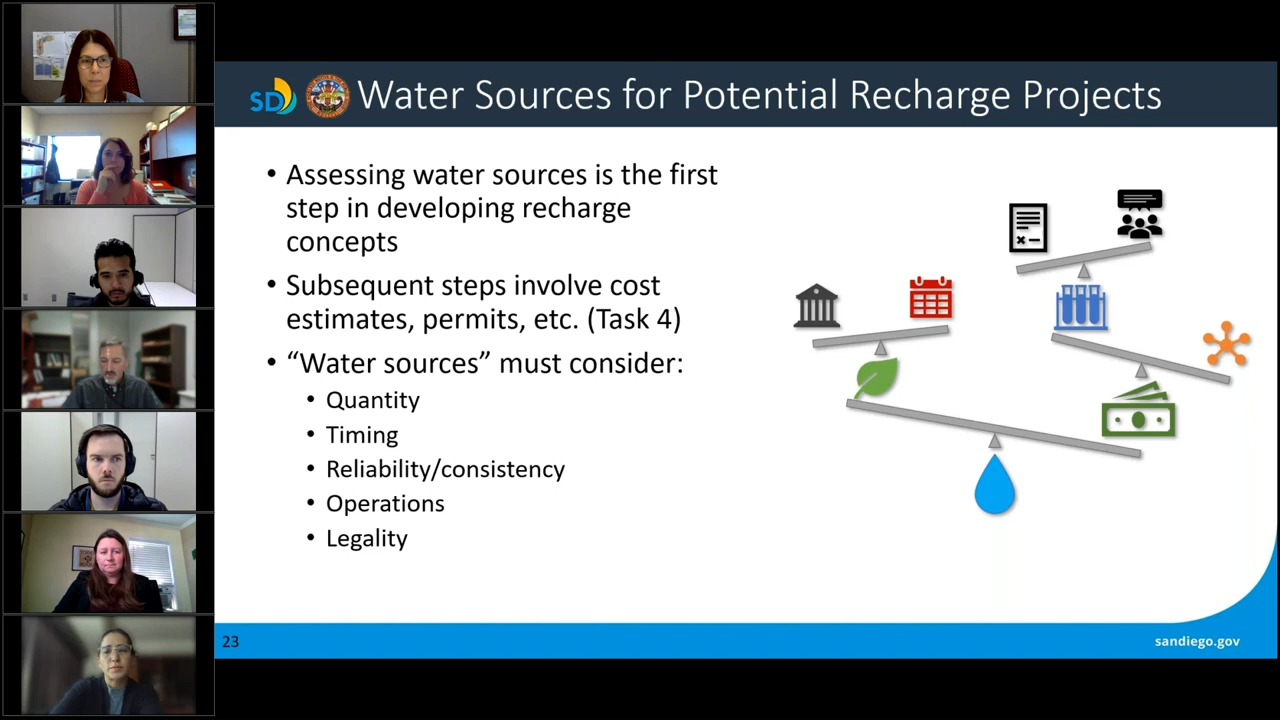 SD
Water Sources for Potential Recharge Projects
• Assessing water sources is the first
step in developing recharge
concepts
• Subsequent steps involve cost
estimates, permits, etc. (Task 4)
• “Water sources” must consider:
• Quantity
• Timing
• Reliability/consistency
• Operations
• Legality
23
sandiego.gov